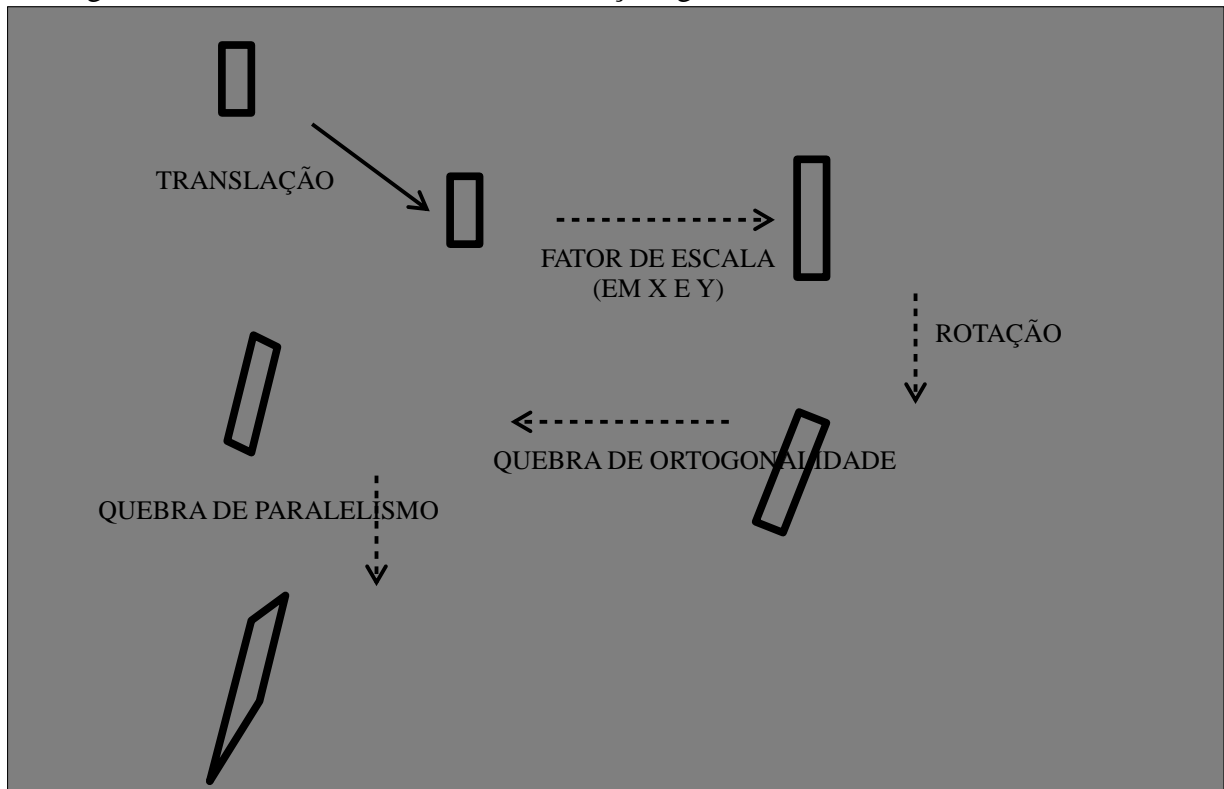 TRANSLAÇÃO
FATOR DE ESCALA
(EM X E Y)
ROTAÇÃO
QUEBRA DE ORTOGONALIDADE
QUEBRA DE PARALELISMO